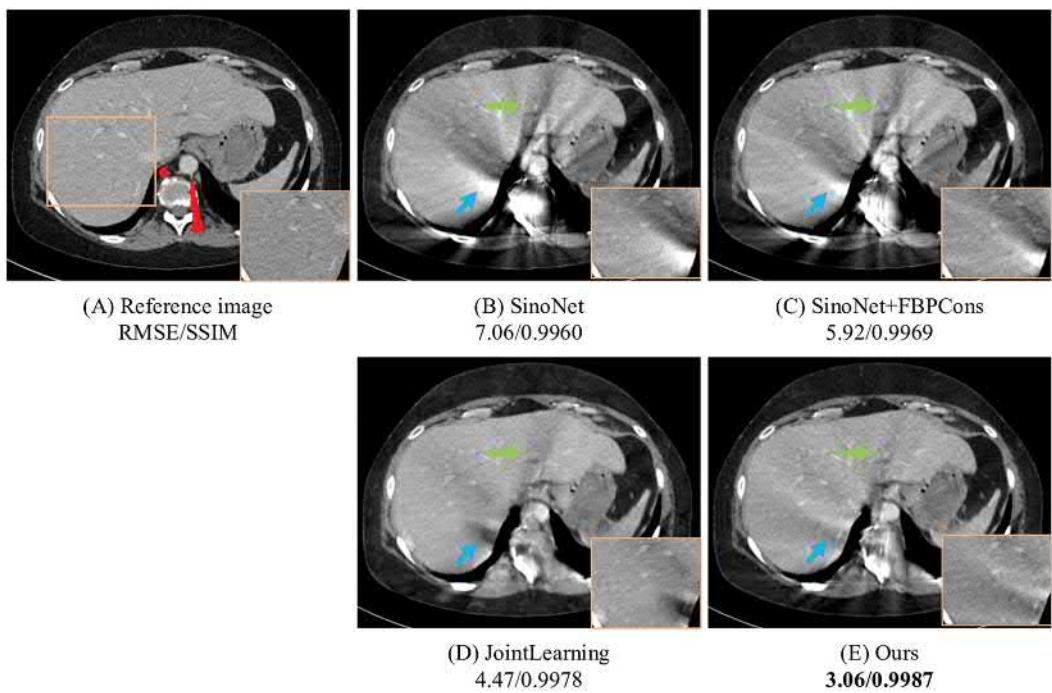 (A) Reference image
RMSE/SSIM
(B) SinoNet
7.06/0.9960
(C) SinoNet+FBPCons
5.92/0.9969
(D) JointLearning
4.47/0.9978
(E) Ours
3.06/0.9987